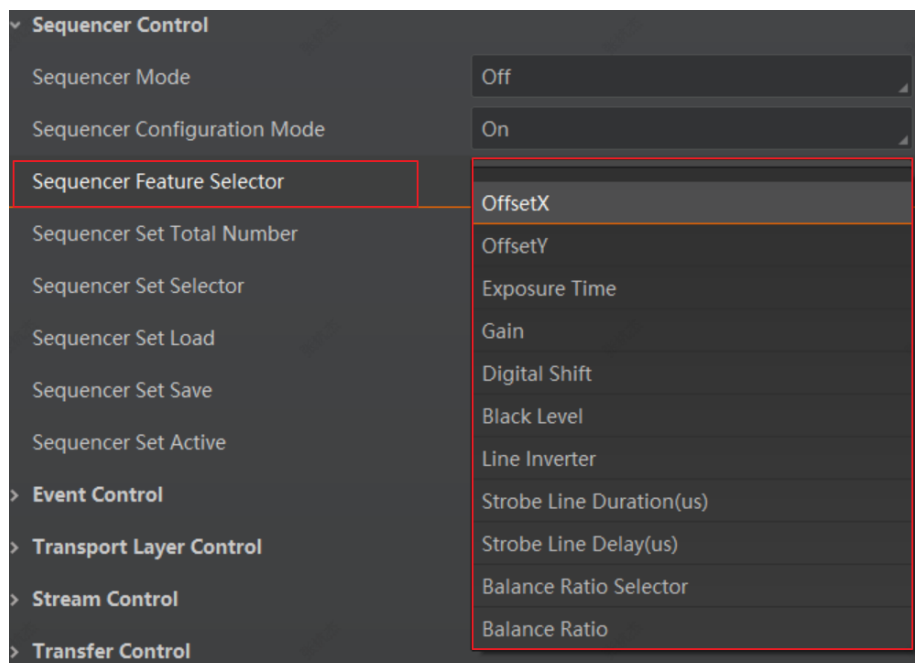 Sequencer Control
Sequencer Mode Off
Sequencer Configuration Mode On
Sequencer Feature Selector
OffsetX
Sequencer Set Total Number
OffsetY
Sequencer Set Selector
Exposure Time
Gain
Sequencer Set Load
Digital Shift
Sequencer Set Save
Black Level
Sequencer Set Active
Line Inverter
Event Control
Strobe Line Duration(us)
Transport Layer Control
Strobe Line Delay(us)
Stream Control
Balance Ratio Selector
Transfer Control
Balance Ratio